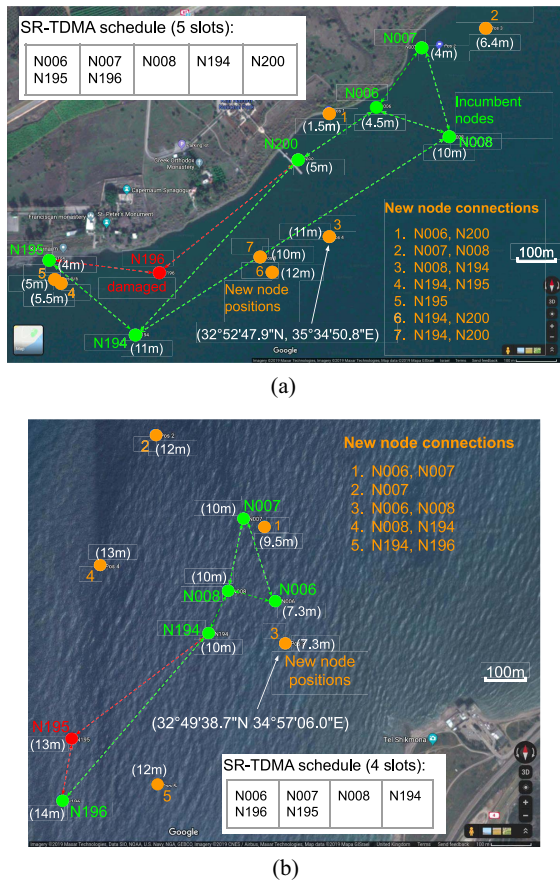 SR-TDMA schedule (5 slots):
N006 N007 N008 N194 N200
N195 N196
2
(6.4m)
N007
(4m)
N006
(4.5m)
1
(1.5m)
Incumbent
nodes
N008
(10m)
N200
(5m)
Greek Orthodox
Monastery
Capernaum Synagogue
Franciscan monastery
St-Peter's Monument
N195
(4m)
5
(5m)
4
(5.5m)
N196
damaged
3
(11m)
7
(10m)
6
(12m)
New node
positions
N194
(11m)
(32°52'47.9"N, 35°34'50.8"E)
New node connections
1. N006, N200
2. N007, N008
3. N008, N194
4. N194, N195
5. N195
6. N194, N200
7. N194, N200
100m
3D
Google
(a)
2
(12m)
New node connections
1. N006, N007
2. N007
3. N006, N008
4. N008, N194
5. N194, N196
N007
(10m)
1
(9.5m)
(13m)
4
(10m)
N008
N006
(7.3m)
N194
(10m)
3
(7.3m)
New node
positions
100m
(32°49'38.7"N 34°57'06.0"E)
N195
(13m)
(12m)
5
(14m)
N196
Tel Shikmona
SR-TDMA schedule (4 slots):
N006 N007 N008 N194
N196 N195
3D
Google
(b)